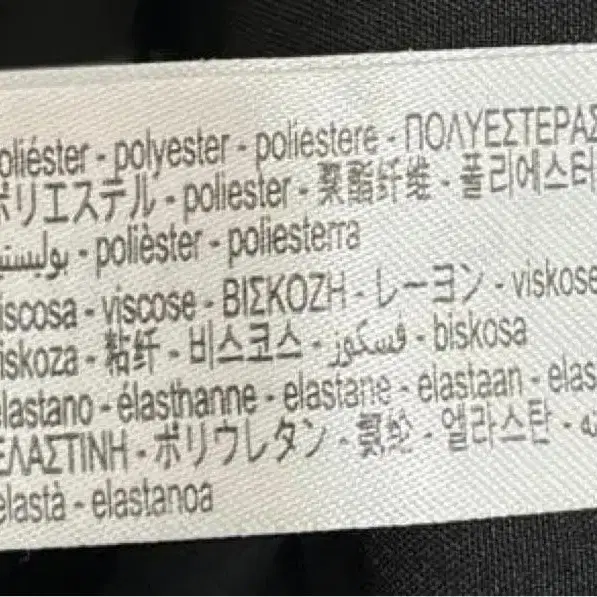 oliéster - polyester - poliestere - ΠΟΛΥΕΣΤΕΡΑΣ
ポリエステル - poliester - 聚酯纤维 - 폴리에스터
بوليستر - polièster - poliesterra
iscosa - viscose - ΒΙΣΚΟΖΗ - レーヨン - viskose
iskoza - 粘纤 - 비스코스 - فسكوز - biskosa
elastano - élasthanne - elastane - elastaan - elas
ΕΛΑΣΤΙΝΗ - ポリウレタン - 氨纶 - 엘라스탄 -
elastà - elastanoa